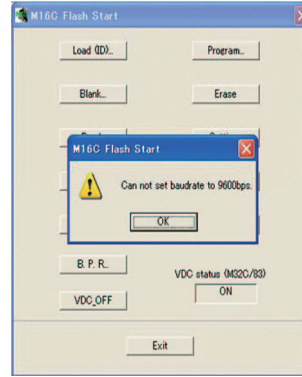 M16C Flash Start
Load (ID)...
Program...
Blank...
Erase
M16C Flash Start
Can not set baudrate to 9600bps.
OK
B. P. R...
VDC status (M32C/83)
VDC_OFF
ON
Exit